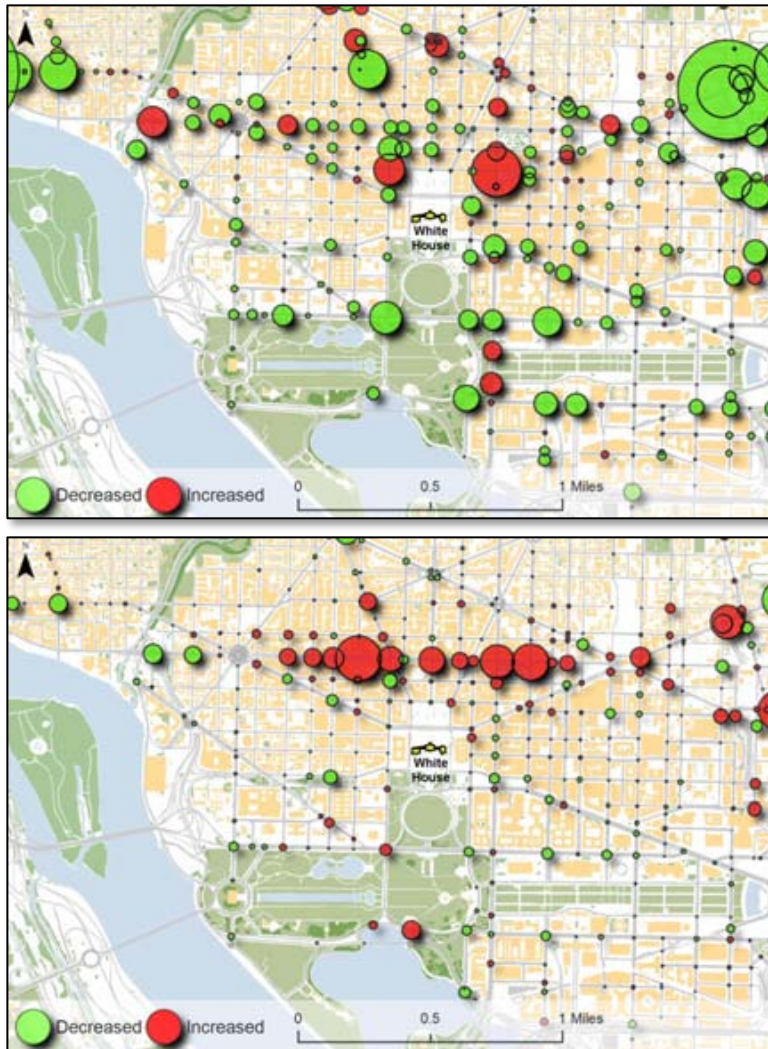 N
White
House
Decreased
Increased
0
0.5
1 Miles
N
White
House
Decreased
Increased
0
0.5
1 Miles